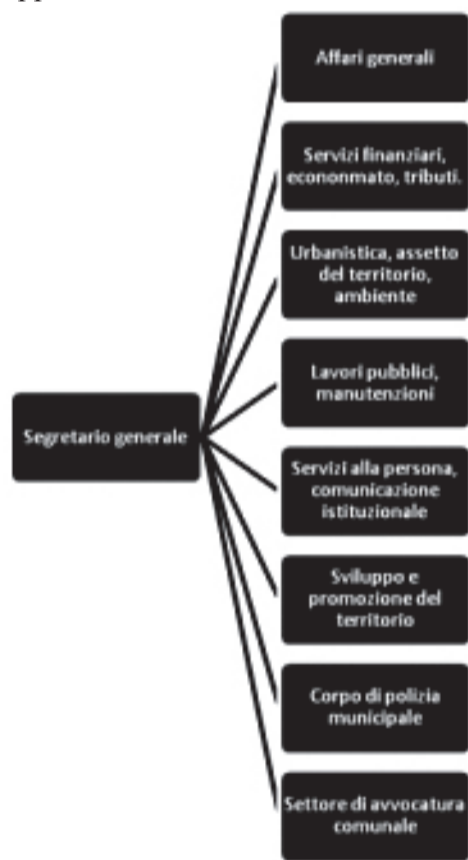 Affari generali
Servizi finanziari,
econonmato, tributi.
Urbanistica, assetto
del territorio,
ambiente
Lavori pubblici,
manutenzioni
Segretario generale
Servizi alla persona,
comunicazione
istituzionale
Sviluppo e
promozione del
territorio
Corpo di polizia
municipale
Settore di avvocatura
comunale